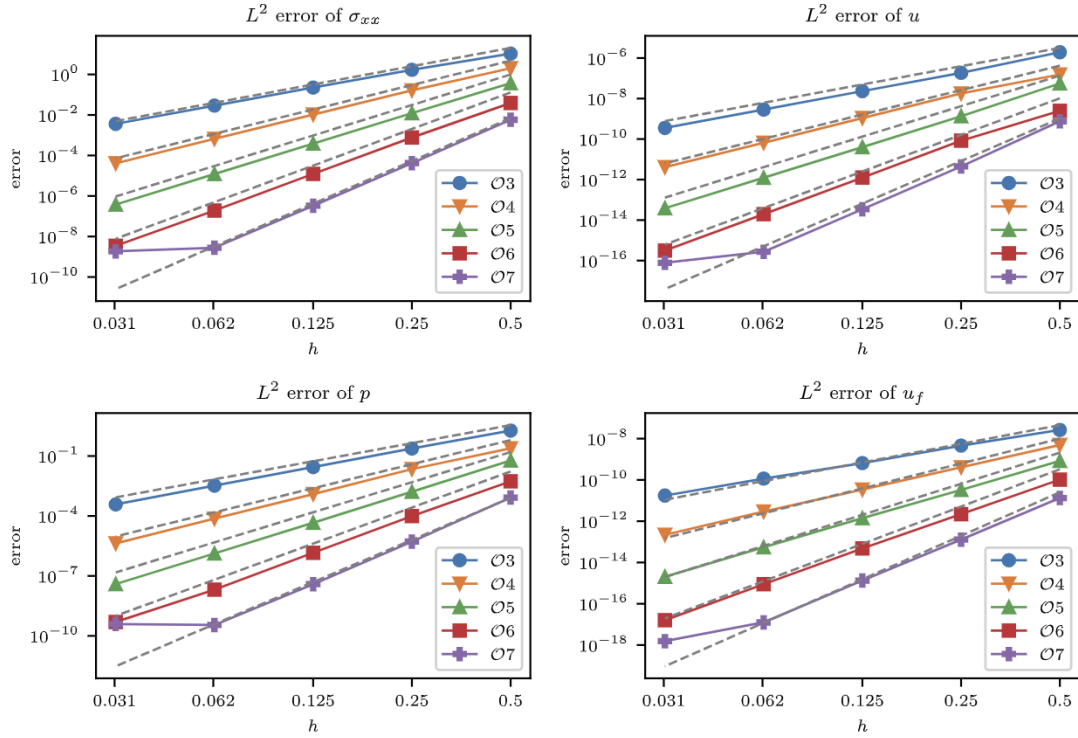 L² error of σₓₓ
error
10⁰
10⁻²
10⁻⁴
10⁻⁶
10⁻⁸
10⁻¹⁰
𝒪3
𝒪4
𝒪5
𝒪6
𝒪7
0.031 0.062 0.125 0.25 0.5
h
L² error of u
error
10⁻⁶
10⁻⁸
10⁻¹⁰
10⁻¹²
10⁻¹⁴
10⁻¹⁶
𝒪3
𝒪4
𝒪5
𝒪6
𝒪7
0.031 0.062 0.125 0.25 0.5
h
L² error of p
error
10⁻¹
10⁻⁴
10⁻⁷
10⁻¹⁰
𝒪3
𝒪4
𝒪5
𝒪6
𝒪7
0.031 0.062 0.125 0.25 0.5
h
L² error of u_f
error
10⁻⁸
10⁻¹⁰
10⁻¹²
10⁻¹⁴
10⁻¹⁶
10⁻¹⁸
𝒪3
𝒪4
𝒪5
𝒪6
𝒪7
0.031 0.062 0.125 0.25 0.5
h